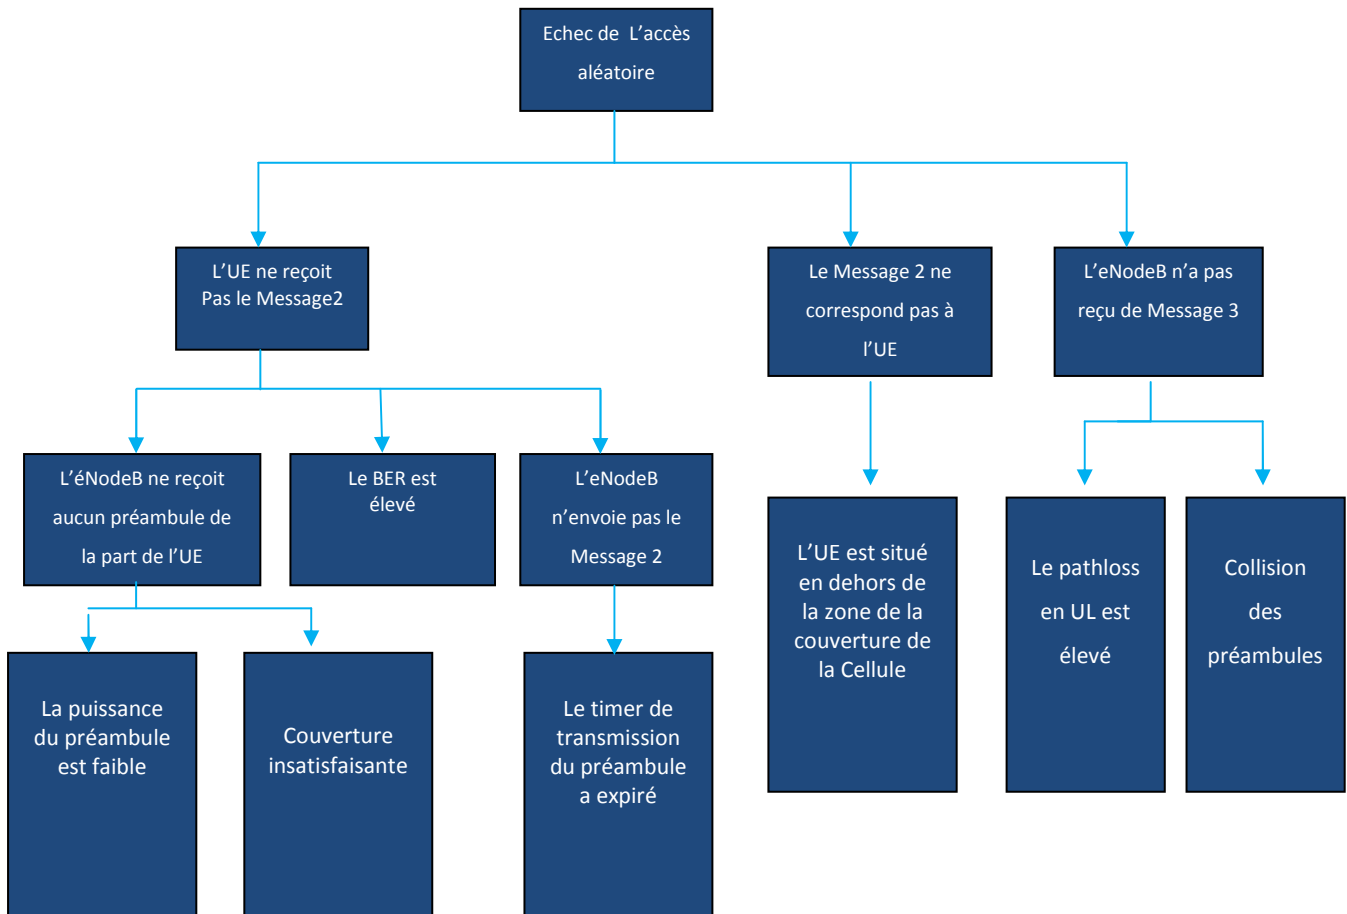 Echec de L'accès
aléatoire
L'UE ne reçoit
Pas le Message2
Le Message 2 ne
correspond pas à
l'UE
L'eNodeB n'a pas
reçu de Message 3
L'éNodeB ne reçoit
aucun préambule de
la part de l'UE
Le BER est
élevé
L'eNodeB
n'envoie pas le
Message 2
L'UE est situé
en dehors de
la zone de la
couverture de
la Cellule
Le pathloss
en UL est
élevé
Collision
des
préambules
La puissance
du préambule
est faible
Couverture
insatisfaisante
Le timer de
transmission
du préambule
a expiré